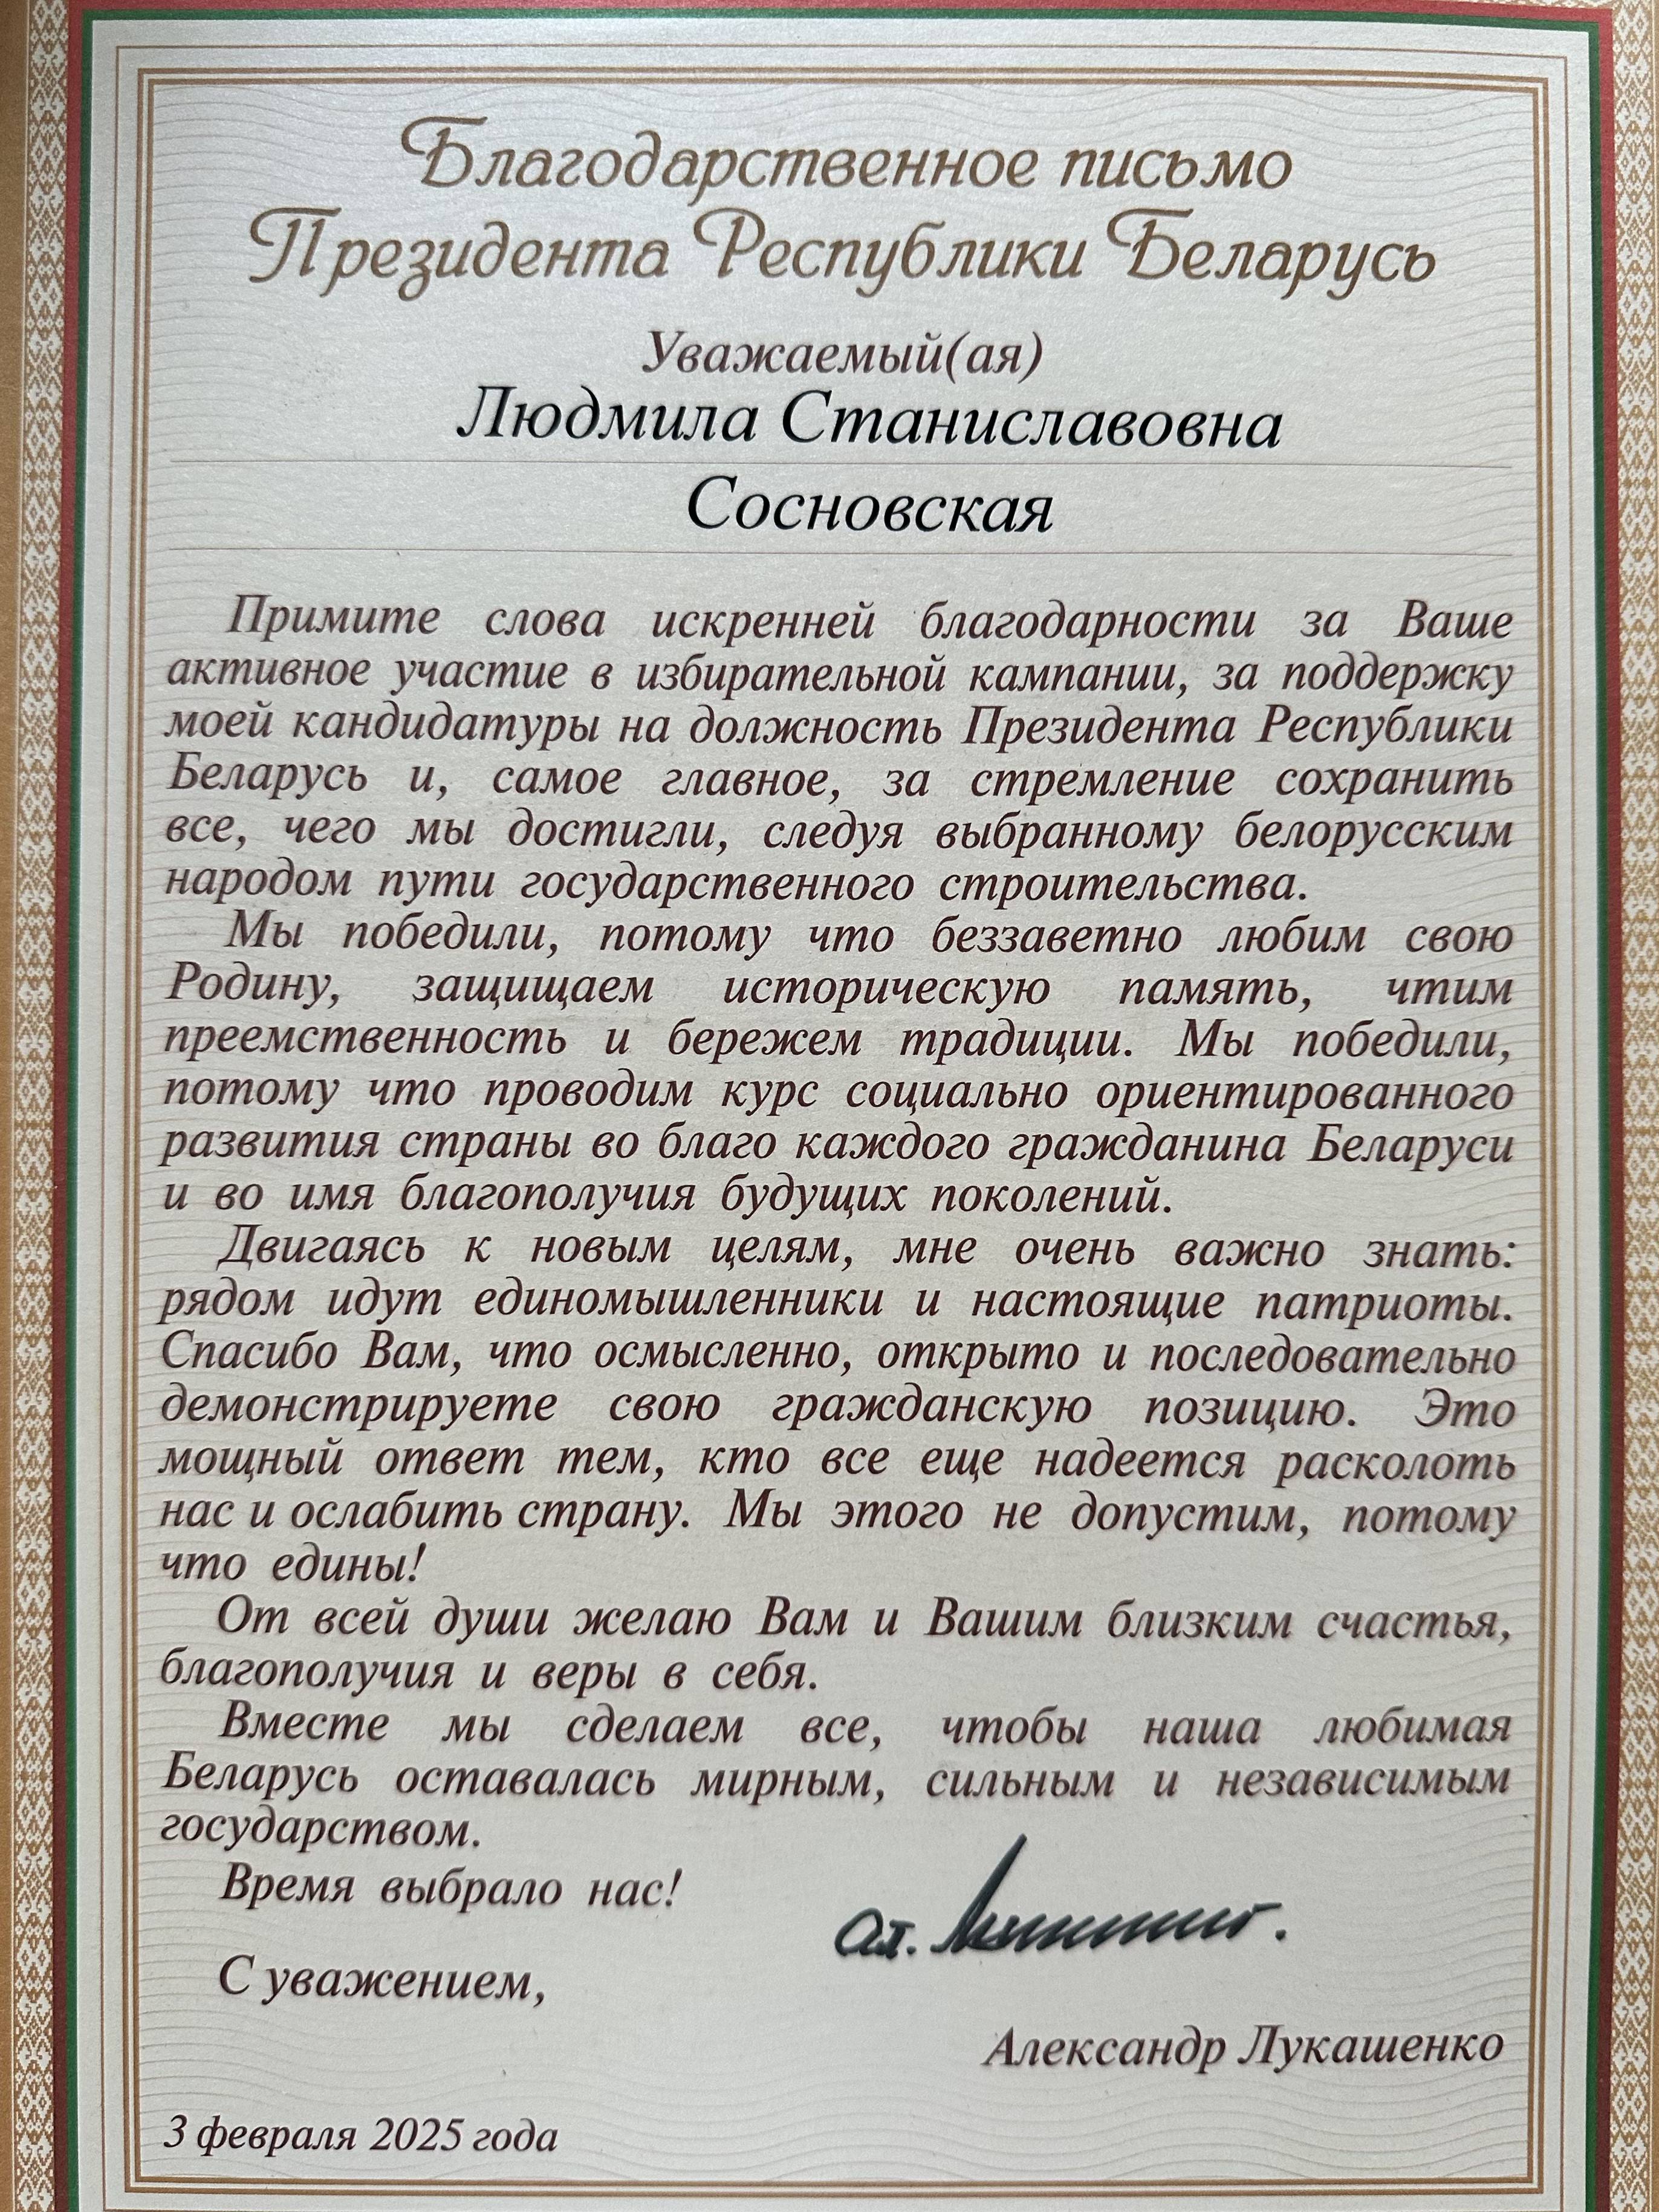 Благодарственное письмо
Президента Республики Беларусь
Уважаемый(ая)
Людмила Станиславовна
Сосновская
Примите слова искренней благодарности за Ваше
активное участие в избирательной кампании, за поддержку
моей кандидатуры на должность Президента Республики
Беларусь и, самое главное, за стремление сохранить
все, чего мы достигли, следуя выбранному белорусским
народом пути государственного строительства.
Мы победили, потому что беззаветно любим свою
Родину, защищаем историческую память, чтим
преемственность и бережем традиции. Мы победили,
потому что проводим курс социально ориентированного
развития страны во благо каждого гражданина Беларуси
и во имя благополучия будущих поколений.
Двигаясь к новым целям, мне очень важно знать:
рядом идут единомышленники и настоящие патриоты.
Спасибо Вам, что осмысленно, открыто и последовательно
демонстрируете свою гражданскую позицию. Это
мощный ответ тем, кто все еще надеется расколоть
нас и ослабить страну. Мы этого не допустим, потому
что едины!
От всей души желаю Вам и Вашим близким счастья,
благополучия и веры в себя.
Вместе мы сделаем все, чтобы наша любимая
Беларусь оставалась мирным, сильным и независимым
государством.
Время выбрало нас!
С уважением,
Александр Лукашенко
3 февраля 2025 года